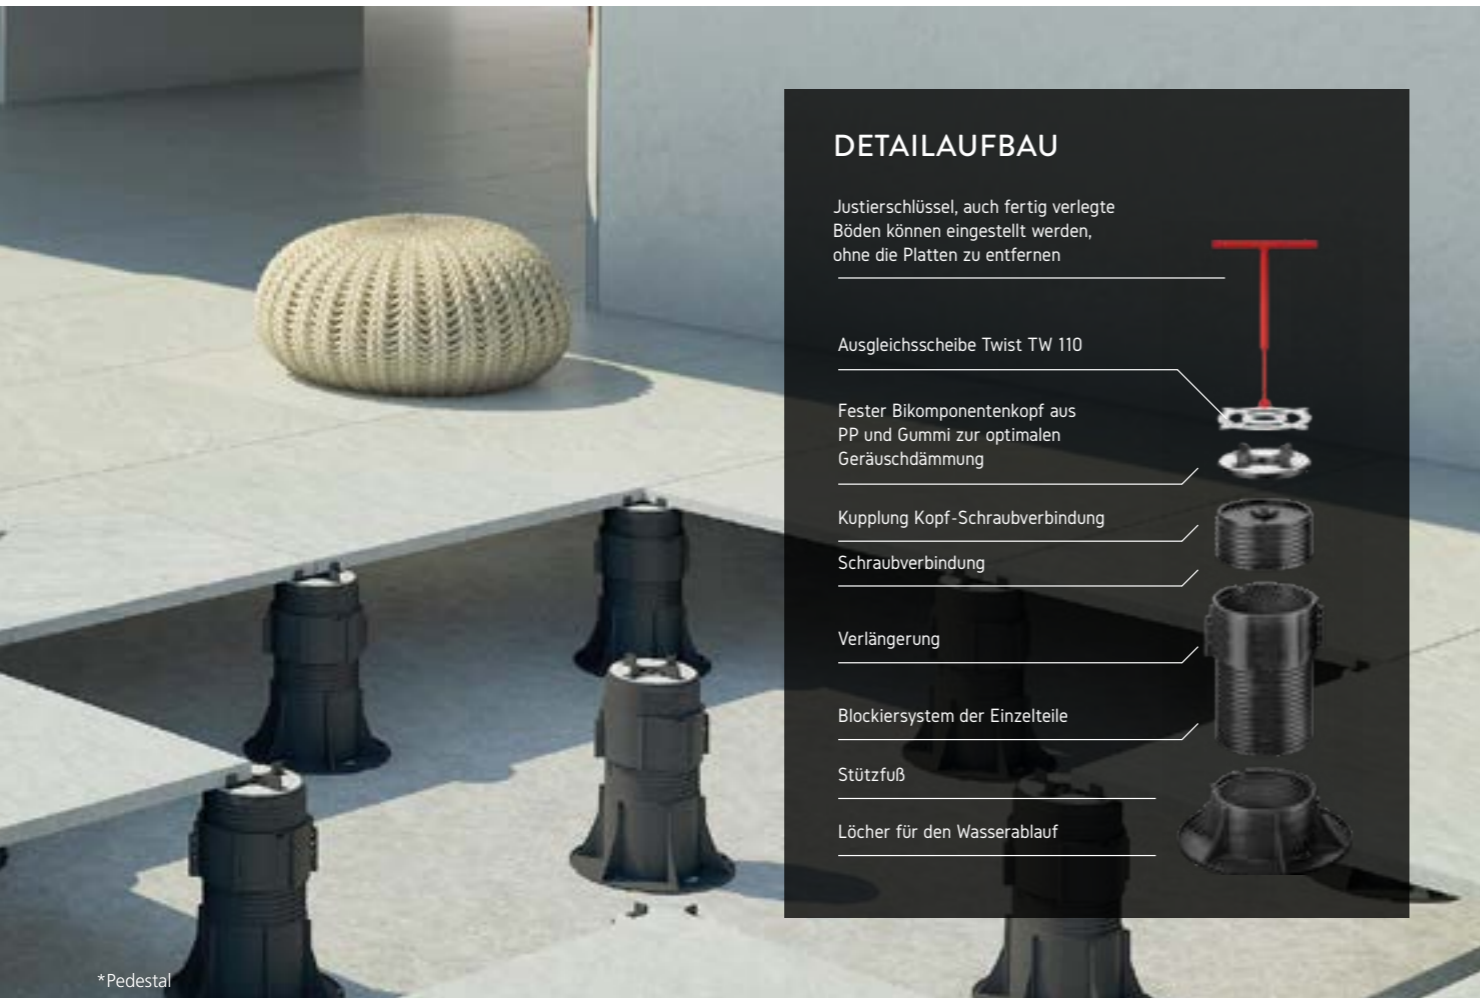 DETAILAUFBAU
Justierschlüssel, auch fertig verlegte
Böden können eingestellt werden,
ohne die Platten zu entfernen
Ausgleichsscheibe Twist TW 110
Fester Bikomponentenkopf aus
PP und Gummi zur optimalen
Geräuschdämmung
Kupplung Kopf-Schraubverbindung
Schraubverbindung
Verlängerung
Blockiersystem der Einzelteile
Stützfuß
Löcher für den Wasserablauf
*Pedestal